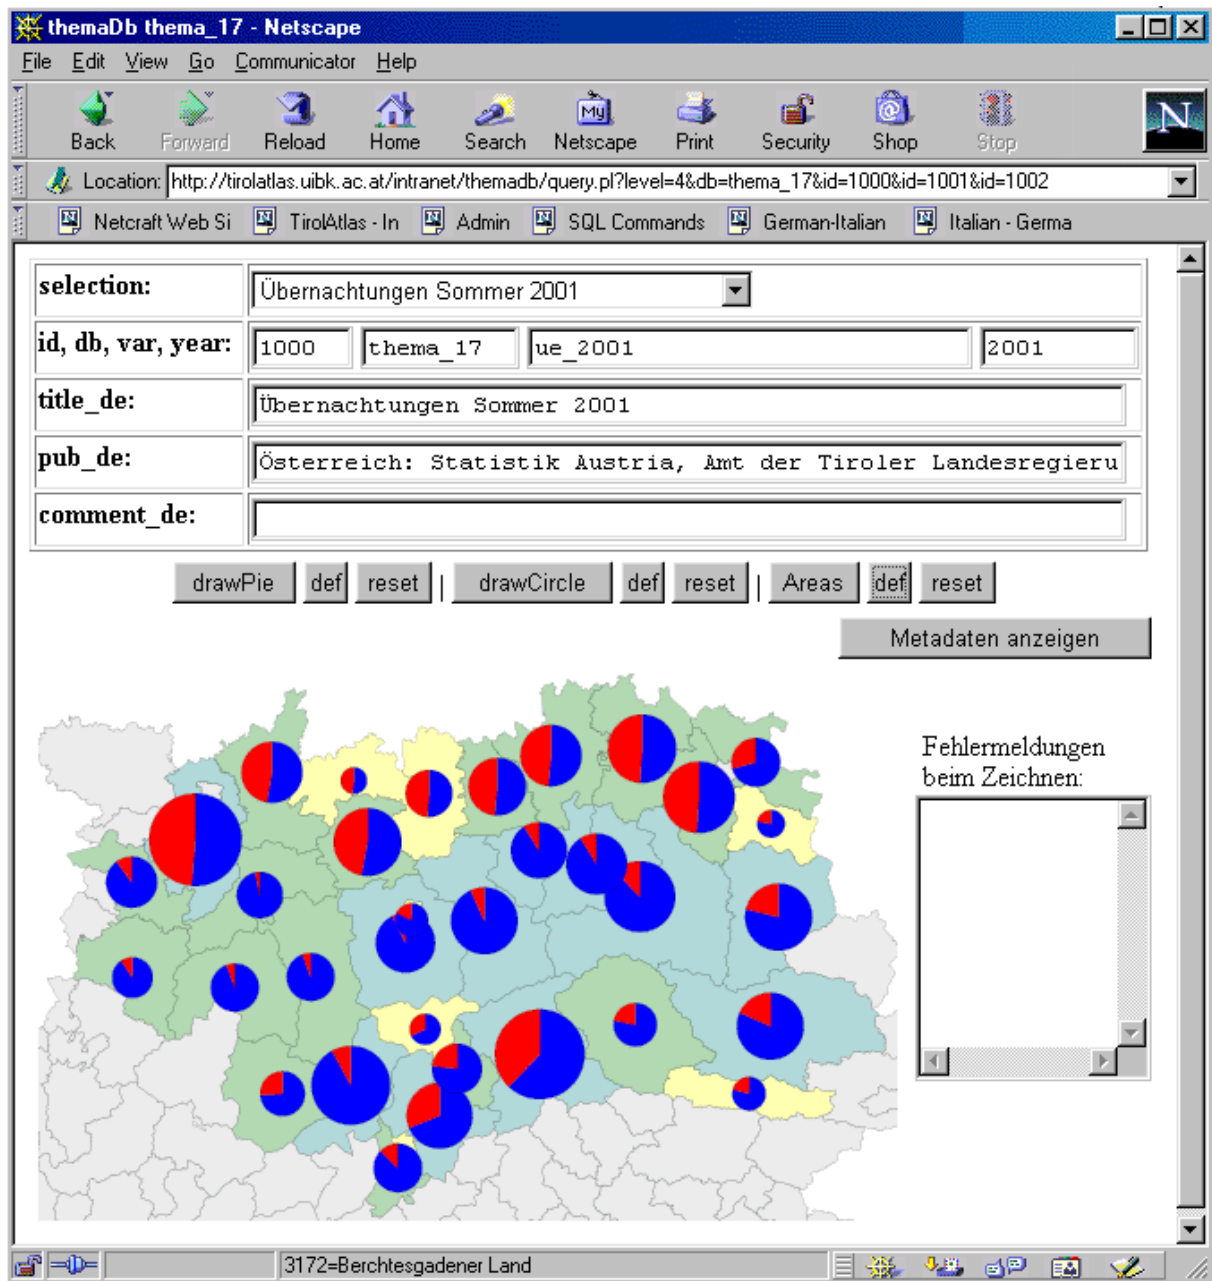 themaDb thema_17 - Netscape
File Edit View Go Communicator Help
Back Forward Reload Home Search Netscape Print Security Shop Stop
My
N
Location: http://tirolatlas.uibk.ac.at/intranet/themadb/query.pl?level=4&db=thema_17&id=1000&id=1001&id=1002
Netcraft Web Si TirolAtlas - In Admin SQL Commands German-Italian Italian - Germa
selection: Übernachtungen Sommer 2001
id, db, var, year: 1000 thema_17 ue_2001 2001
title_de: Übernachtungen Sommer 2001
pub_de: Österreich: Statistik Austria, Amt der Tiroler Landesregieru
comment_de:
drawPie def reset | drawCircle def reset | Areas def reset
Metadaten anzeigen
Fehlermeldungen
beim Zeichnen:
3172=Berchtesgadener Land